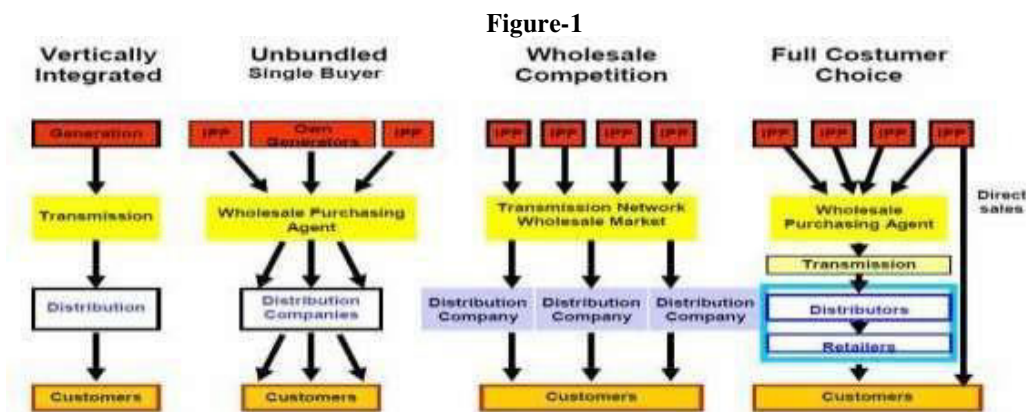 Figure-1
Vertically
Integrated
Unbundled
Single Buyer
Wholesale
Competition
Full Costumer
Choice
Generation
IPP
Own
Generators
IPP
IPP
IPP
IPP
IPP
IPP
IPP
IPP
IPP
Direct
sales
Transmission
Wholesale Purchasing
Agent
Transmission Network
Wholesale Market
Wholesale
Purchasing Agent
Transmission
Distribution
Distribution
Companies
Distribution
Company
Distribution
Company
Distribution
Company
Distributors
Retailers
Customers
Customers
Customers
Customers